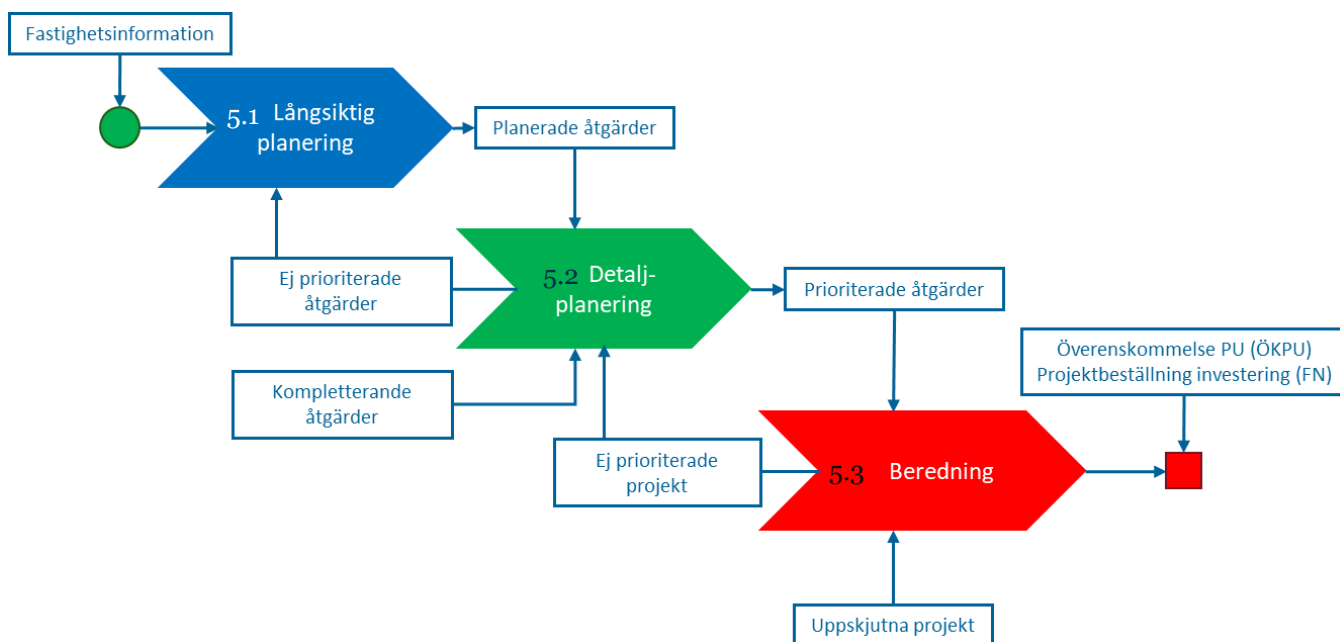 Fastighetsinformation
5.1 Långsiktig
planering
Planerade åtgärder
Ej prioriterade
åtgärder
5.2 Detalj-
planering
Prioriterade åtgärder
Kompletterande
åtgärder
Överenskommelse PU (ÖKPU)
Projektbeställning investering (FN)
Ej prioriterade
projekt
5.3 Beredning
Uppskjutna projekt